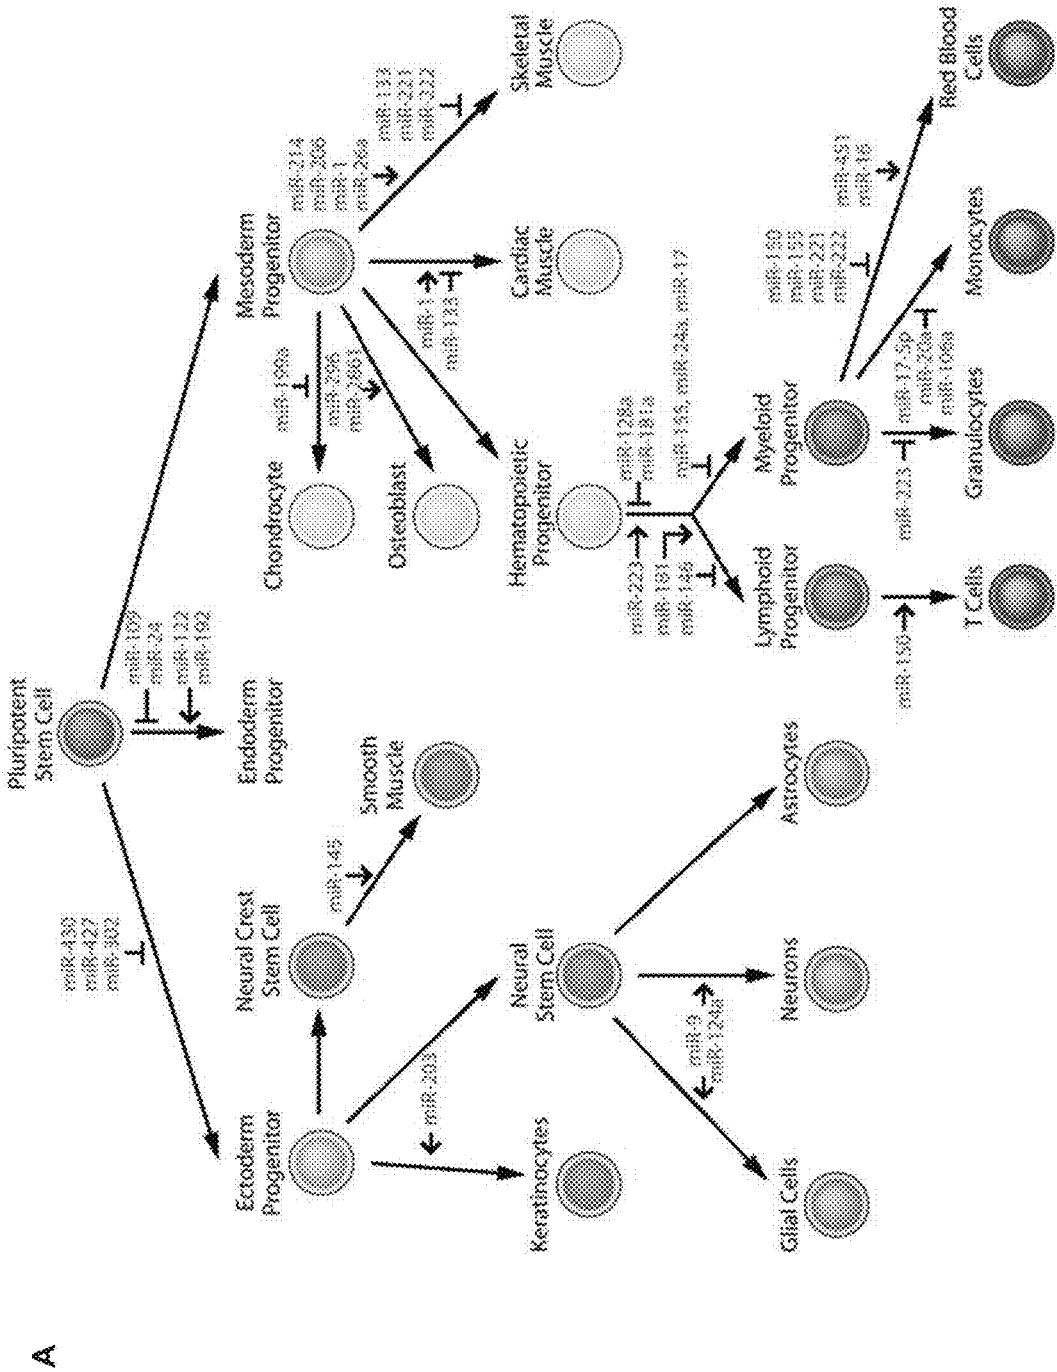 A
Pluripotent
Stem Cell
miR-430
miR-427
miR-302
miR-109
miR-24
miR-122
miR-192
Ectoderm
Progenitor
Neural Crest
Stem Cell
Endoderm
Progenitor
Mesoderm
Progenitor
miR-145
Smooth
Muscle
miR-203
Keratinocytes
Neural
Stem Cell
miR-9
miR-124a
Glial Cells
Neurons
Astrocytes
miR-199a
miR-296
miR-2861
miR-1
miR-133
miR-214
miR-206
miR-1
miR-26a
miR-133
miR-221
miR-222
Chondrocyte
Osteoblast
Hematopoietic
Progenitor
Cardiac
Muscle
Skeletal
Muscle
miR-223
miR-181
miR-146
miR-128a
miR-181a
miR-155, miR-24a, miR-17
Lymphoid
Progenitor
Myeloid
Progenitor
miR-150
miR-223
miR-17-5p
miR-20a
miR-106a
miR-150
miR-155
miR-221
miR-222
miR-451
miR-16
T Cells
Granulocytes
Monocytes
Red Blood
Cells